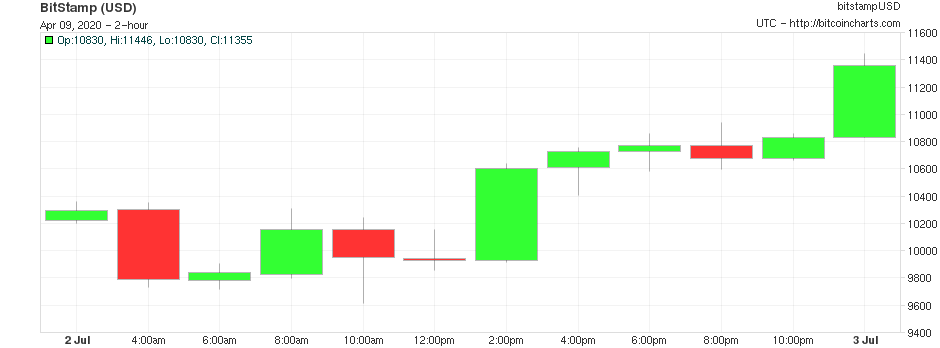 BitStamp (USD)
bitstampUSD
Apr 09, 2020 - 2-hour
UTC - http://bitcoincharts.com
Op:10830, Hi:11446, Lo:10830, Cl:11355
11600
11400
11200
11000
10800
10600
10400
10200
10000
9800
9600
9400
2 Jul 4:00am 6:00am 8:00am 10:00am 12:00pm 2:00pm 4:00pm 6:00pm 8:00pm 10:00pm 3 Jul